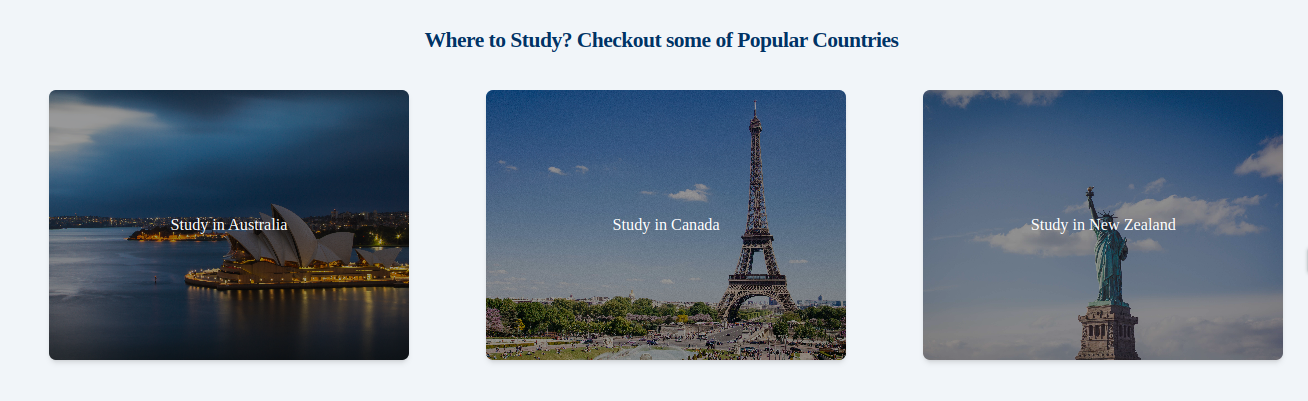 Where to Study? Checkout some of Popular Countries
Study in Australia
Study in Canada
Study in New Zealand